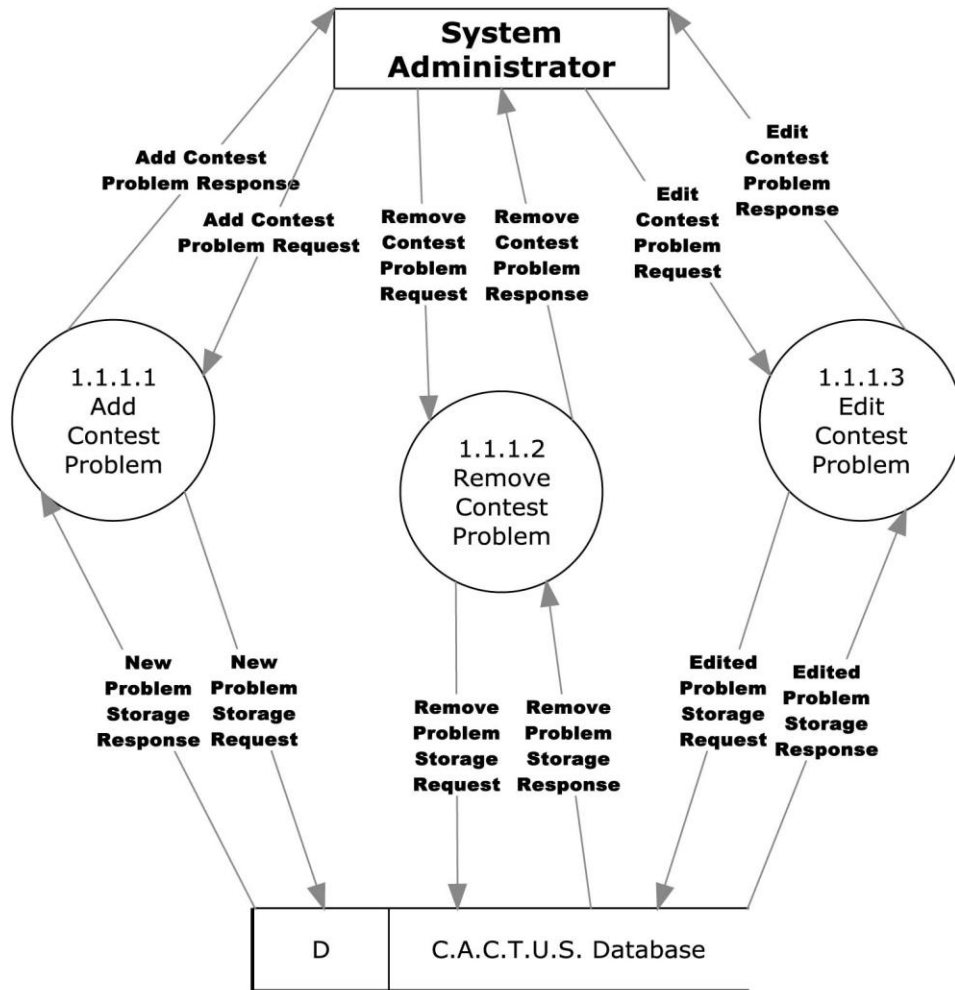 System
Administrator
Add Contest
Problem Response
Add Contest
Problem Request
Remove
Contest
Problem
Request
Remove
Contest
Problem
Response
Edit
Contest
Problem
Request
Edit
Contest
Problem
Response
1.1.1.1
Add
Contest
Problem
1.1.1.2
Remove
Contest
Problem
1.1.1.3
Edit
Contest
Problem
New
Problem
Storage
Response
New
Problem
Storage
Request
Remove
Problem
Storage
Request
Remove
Problem
Storage
Response
Edited
Problem
Storage
Request
Edited
Problem
Storage
Response
D
C.A.C.T.U.S. Database